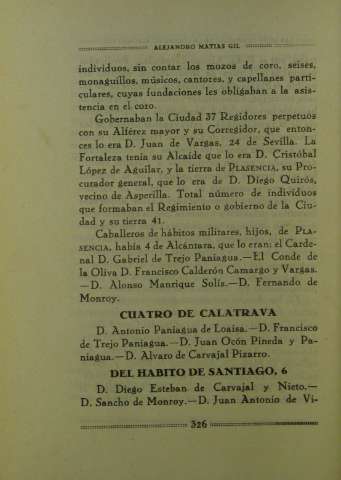 ALEJANDRO MATIAS GIL
individuos, sin contar los mozos de coro, seises,
monaguillos, músicos, cantores, y capellanes parti-
culares, cuyas fundaciones les obligaban a la asis-
tencia en el coro.
Gobernaban la Ciudad 37 Regidores perpetuos
con su Alférez mayor y su Corregidor, que enton-
ces lo era D. Juan de Vargas, 24 de Sevilla. La
Fortaleza tenía su Alcaide que lo era D. Cristóbal
López de Aguilar, y la tierra de PLASENCIA, su Pro-
curador general, que lo era de D. Diego Quirós,
vecino de Asperilla. Total número de individuos
que formaban el Regimiento o gobierno de la Ciu-
dad y su tierra 41.
Caballeros de hábitos militares, hijos, de PLA-
SENCIA, había 4 de Alcántara, que lo eran: el Carde-
nal D. Gabriel de Trejo Paniagua.—El Conde de
la Oliva D. Francisco Calderón Camargo y Vargas.
—D. Alonso Manrique Solís.—D. Fernando de
Monroy.
CUATRO DE CALATRAVA
D. Antonio Paniagua de Loaisa.—D. Francisco
de Trejo Paniagua.—D. Juan Ocón Pineda y Pa-
niagua.—D. Alvaro de Carvajal Pizarro.
DEL HABITO DE SANTIAGO, 6
D. Diego Esteban de Carvajal y Nieto.—
D. Sancho de Monroy.—D. Juan Antonio de Vi-
326